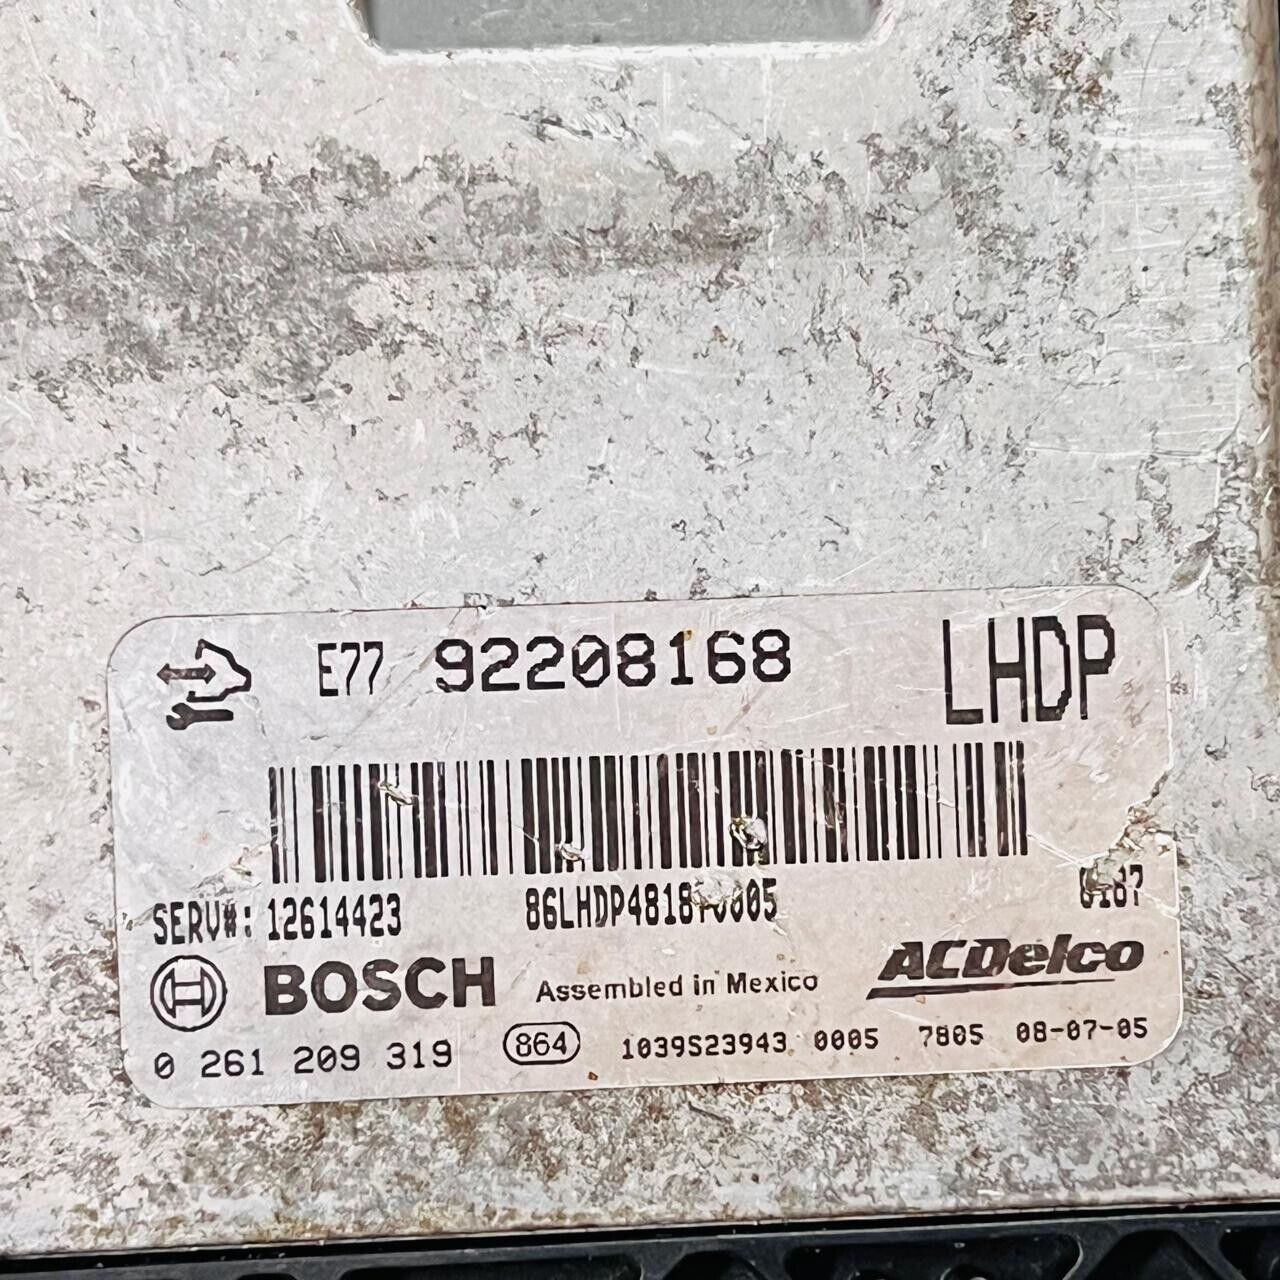 E77 92208168 LHDP
SERV#: 12614423
BOSCH Assembled in Mexico ACDelco
0 261 209 319 864 1039S23943 0005 7805 08-07-05